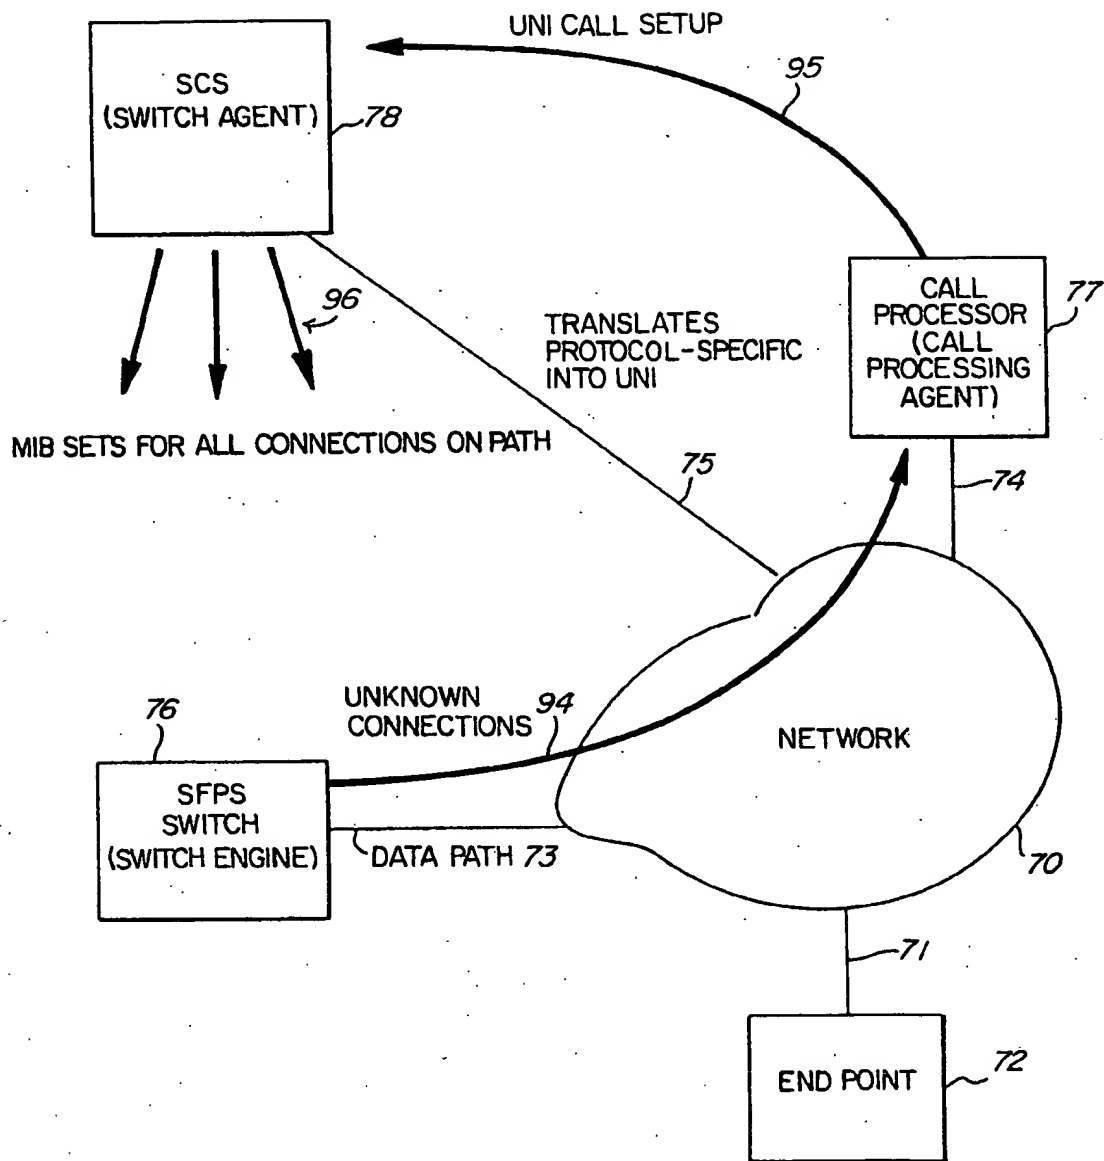 UNI CALL SETUP
95
SCS
(SWITCH AGENT)
78
96
MIB SETS FOR ALL CONNECTIONS ON PATH
TRANSLATES
PROTOCOL-SPECIFIC
INTO UNI
CALL
PROCESSOR
(CALL
PROCESSING
AGENT)
77
75
74
76
UNKNOWN
CONNECTIONS
94
NETWORK
SFPS
SWITCH
(SWITCH ENGINE)
DATA PATH 73
70
71
END POINT
72